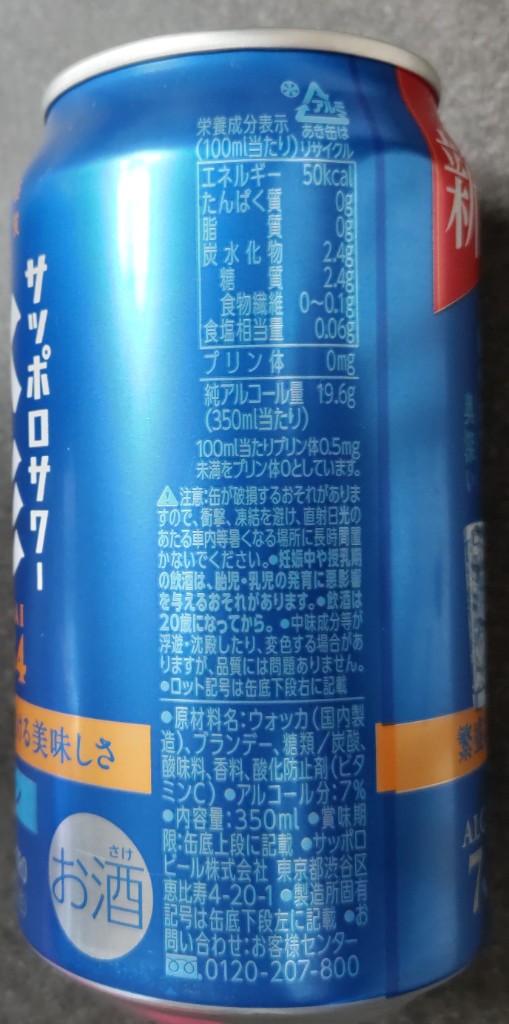 アルミ
あき缶は
リサイクル
栄養成分表示
(100ml当たり)
エネルギー 50kcal
たんぱく質 0g
脂質 0g
炭水化物 2.4g
糖質 2.4g
食物繊維 0~0.1g
食塩相当量 0.06g
プリン体 0mg
純アルコール量 19.6g
(350ml当たり)
100ml当たりプリン体0.5mg
未満をプリン体0としています。
注意:缶が破損するおそれがありま
すので、衝撃、凍結を避け、直射日光の
あたる車内等暑くなる場所に長時間置
かないでください。●妊娠中や授乳期
の飲酒は、胎児・乳児の発育に悪影響
を与えるおそれがあります。●飲酒は
20歳になってから。●中味成分等が
浮遊・沈殿したり、変色する場合があ
りますが、品質には問題ありません。
●ロット記号は缶底下段右に記載
●原材料名:ウォッカ(国内製
造)、ブランデー、糖類/炭酸、
酸味料、香料、酸化防止剤(ビタ
ミンC) ●アルコール分:7%
●内容量:350ml ●賞味期
限:缶底上段に記載 ●サッポロ
ビール株式会社 東京都渋谷区
恵比寿4-20-1 ●製造所固有
記号は缶底下段左に記載 ●お
問い合わせ:お客様センター
0120-207-800
サッポロサワー
る美味しさ
さけ
お酒
新